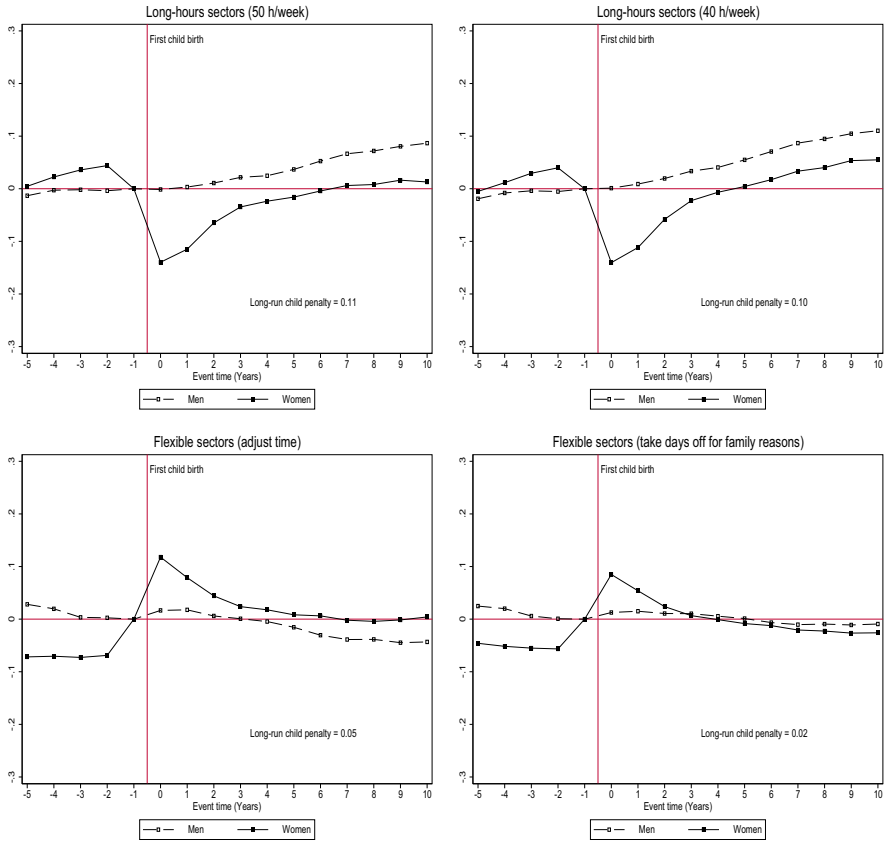 Long-hours sectors (50 h/week)
First child birth
.3
.2
.1
0
-.1
-.2
-.3
Long-run child penalty = 0.11
-5 -4 -3 -2 -1 0 1 2 3 4 5 6 7 8 9 10
Event time (Years)
Men Women
Long-hours sectors (40 h/week)
First child birth
.3
.2
.1
0
-.1
-.2
-.3
Long-run child penalty = 0.10
-5 -4 -3 -2 -1 0 1 2 3 4 5 6 7 8 9 10
Event time (Years)
Men Women
Flexible sectors (adjust time)
First child birth
.3
.2
.1
0
-.1
-.2
-.3
Long-run child penalty = 0.05
-5 -4 -3 -2 -1 0 1 2 3 4 5 6 7 8 9 10
Event time (Years)
Men Women
Flexible sectors (take days off for family reasons)
First child birth
.3
.2
.1
0
-.1
-.2
-.3
Long-run child penalty = 0.02
-5 -4 -3 -2 -1 0 1 2 3 4 5 6 7 8 9 10
Event time (Years)
Men Women